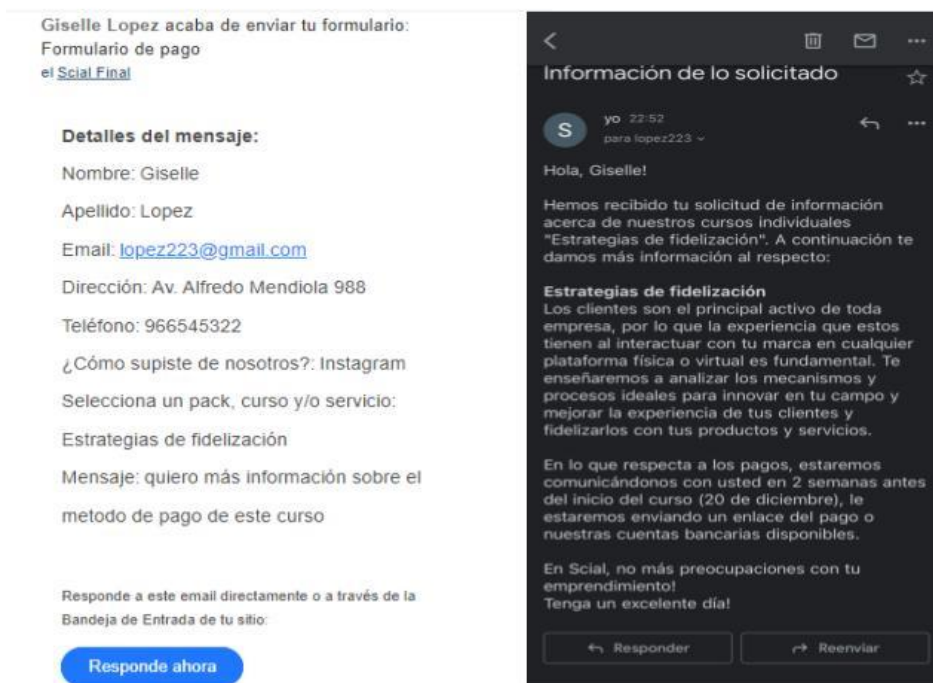 Giselle Lopez acaba de enviar tu formulario:
Formulario de pago
el Scial Final
Detalles del mensaje:
Nombre: Giselle
Apellido: Lopez
Email: lopez223@gmail.com
Dirección: Av. Alfredo Mendiola 988
Teléfono: 966545322
¿Cómo supiste de nosotros?: Instagram
Selecciona un pack, curso y/o servicio:
Estrategias de fidelización
Mensaje: quiero más información sobre el
metodo de pago de este curso
Responde a este email directamente o a través de la
Bandeja de Entrada de tu sitio:
Responde ahora
Información de lo solicitado
S
yo 22:52
para lopez223
Hola, Giselle!
Hemos recibido tu solicitud de información
acerca de nuestros cursos individuales
"Estrategias de fidelización". A continuación te
damos más información al respecto:
Estrategias de fidelización
Los clientes son el principal activo de toda
empresa, por lo que la experiencia que estos
tienen al interactuar con tu marca en cualquier
plataforma física o virtual es fundamental. Te
enseñaremos a analizar los mecanismos y
procesos ideales para innovar en tu campo y
mejorar la experiencia de tus clientes y
fidelizarlos con tus productos y servicios.
En lo que respecta a los pagos, estaremos
comunicándonos con usted en 2 semanas antes
del inicio del curso (20 de diciembre), le
estaremos enviando un enlace del pago o
nuestras cuentas bancarias disponibles.
En Scial, no más preocupaciones con tu
emprendimiento!
Tenga un excelente día!
Responder
Reenviar